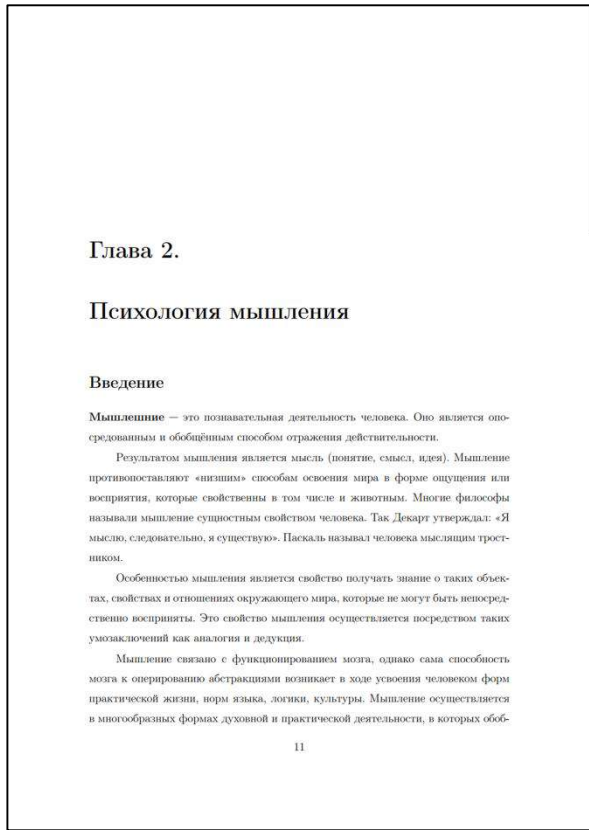 Глава 2.
Психология мышления
Введение
Мышлешние — это познавательная деятельность человека. Оно является опо-
средованным и обобщённым способом отражения действительности.
Результатом мышления является мысль (понятие, смысл, идея). Мышление
противопоставляют «низшим» способам освоения мира в форме ощущения или
восприятия, которые свойственны в том числе и животным. Многие философы
называли мышление сущностным свойством человека. Так Декарт утверждал: «Я
мыслю, следовательно, я существую». Паскаль называл человека мыслящим трост-
ником.
Особенностью мышления является свойство получать знание о таких объек-
тах, свойствах и отношениях окружающего мира, которые не могут быть непосред-
ственно восприняты. Это свойство мышления осуществляется посредством таких
умозаключений как аналогия и дедукция.
Мышление связано с функционированием мозга, однако сама способность
мозга к оперированию абстракциями возникает в ходе усвоения человеком форм
практической жизни, норм языка, логики, культуры. Мышление осуществляется
в многообразных формах духовной и практической деятельности, в которых обоб-
11